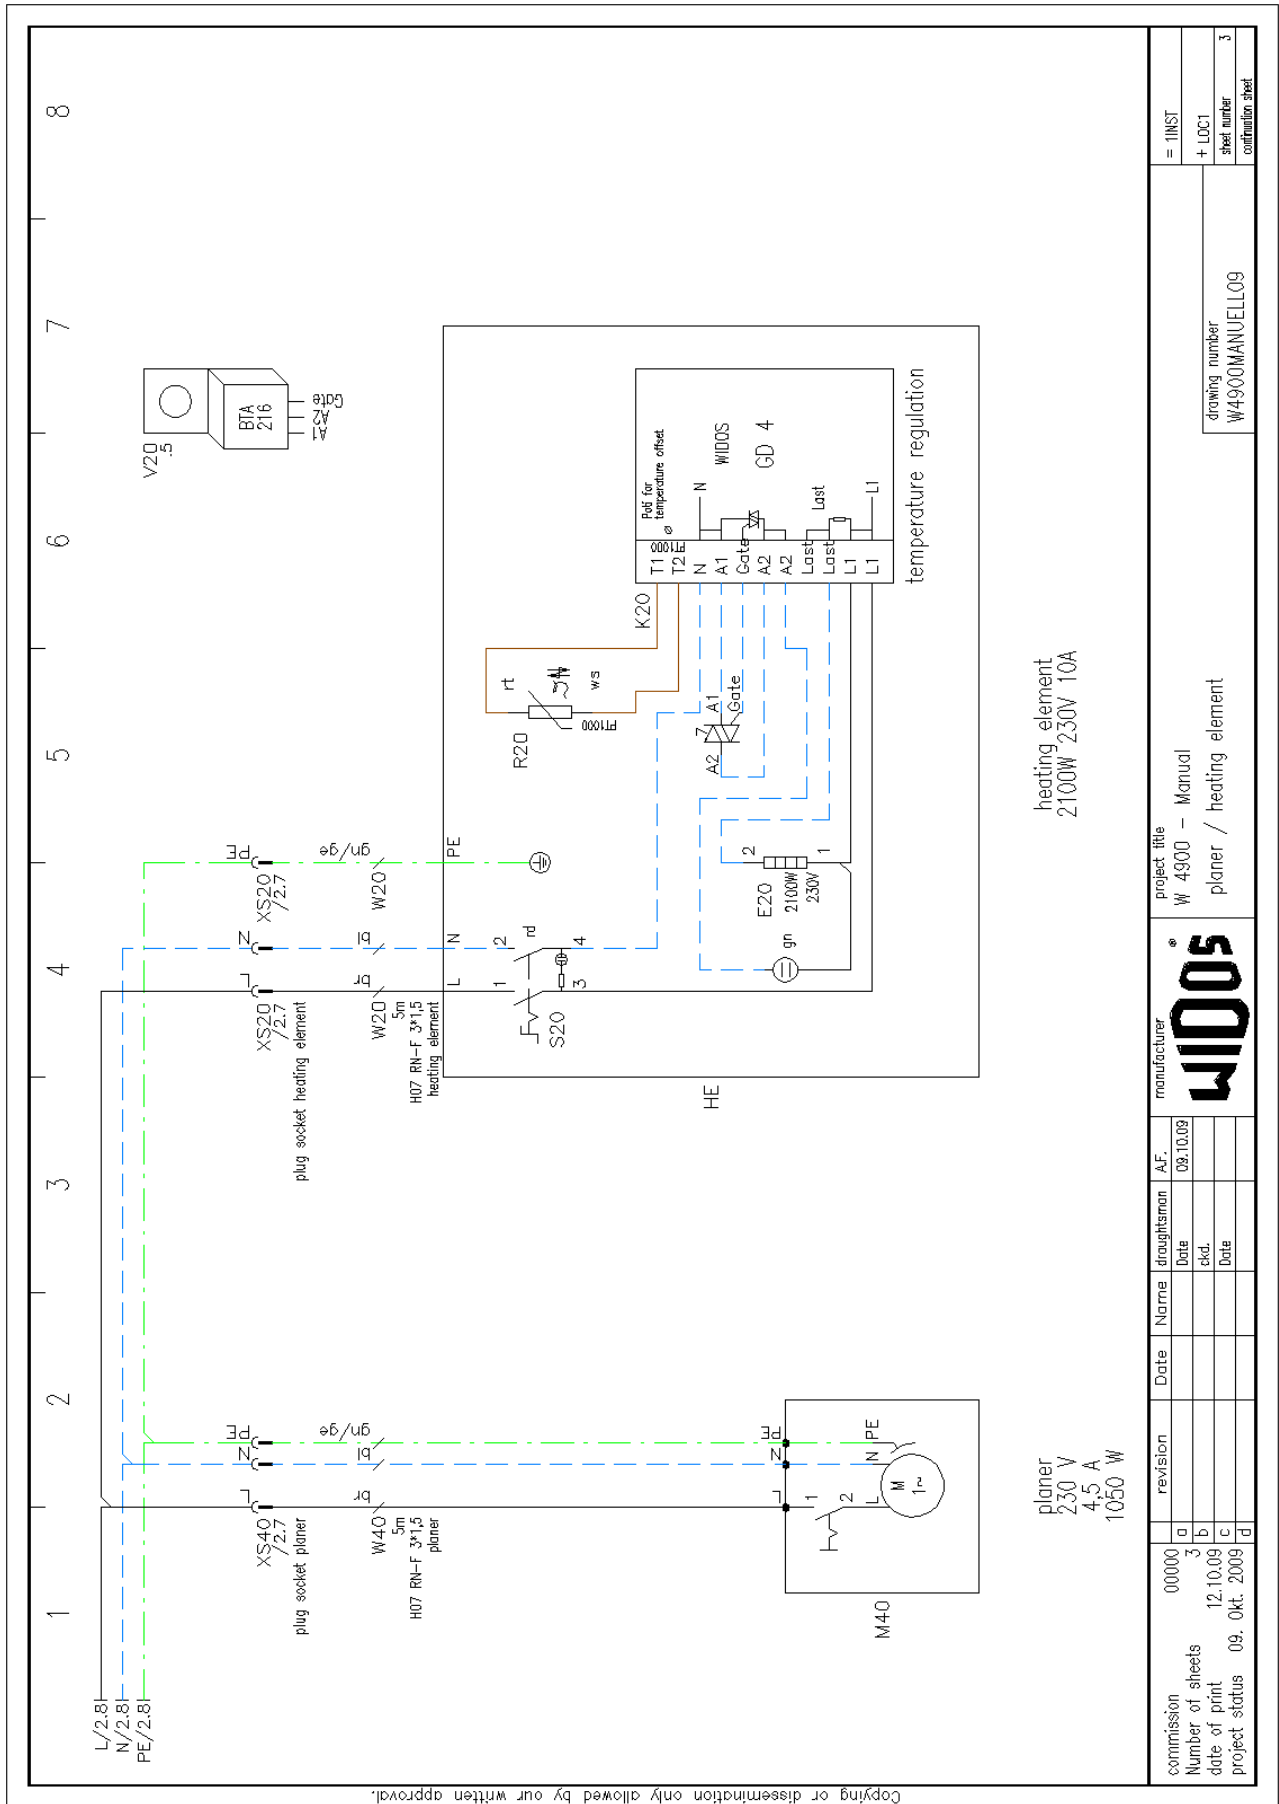 1
2
3
4
5
6
7
8
L/2.8
N/2.8
PE/2.8
XS40
/2.7
plug socket planer
L
N
PE
W40
5m
H07 RN-F 3*1,5
planer
br
bl
gn/ge
L
N
PE
1
2
L
N
PE
M
1~
M40
planer
230 V
4,5 A
1050 W
XS20
/2.7
plug socket heating element
L
N
XS20
/2.7
PE
W20
5m
H07 RN-F 3*1,5
heating element
br
bl
W20
gn/ge
L
N
PE
S20
1
2
rd
3
4
HE
R20
rt
PT1000
ws
A2
A1
Gate
E20
2100W
230V
2
1
gn
K20
T1
T2
PT1000
N
A1
Gate
A2
A2
Last
Last
L1
L1
Poti for
temperature offset
N
WIDOS
GD 4
Last
L1
temperature regulation
heating element
2100W 230V 10A
V20
.5
BTA
216
A1
A2
Gate
commission 00000
Number of sheets 3
date of print 12.10.09
project status 09. Okt. 2009
a
b
c
d
revision
Date
Name
draughtsman A.F.
Date 09.10.09
ckd.
Date
manufacturer
WIDOS ®
project title
W 4900 - Manual
planer / heating element
drawing number
W4900MANUELL09
= 1INST
+ LOC1
sheet number 3
continuation sheet
Copying or dissemination only allowed by our written approval.